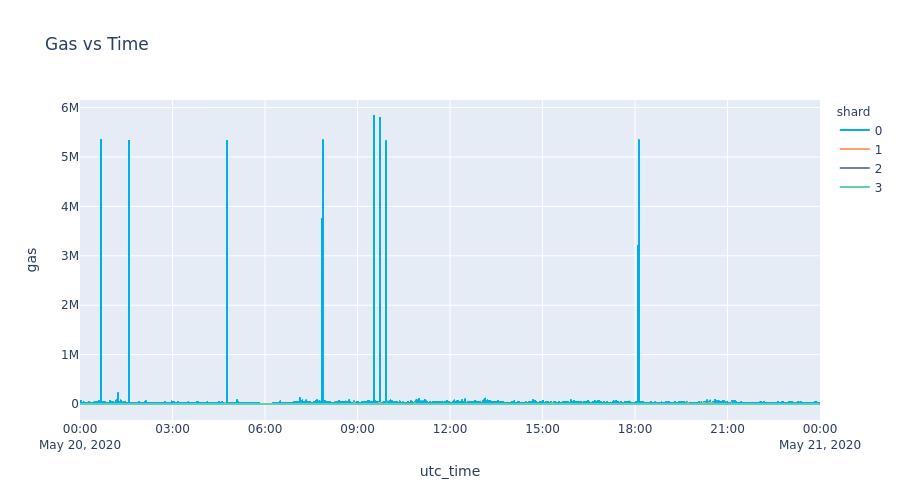 Gas vs Time
shard
0
1
2
3
6M
5M
4M
3M
2M
1M
0
gas
00:00 03:00 06:00 09:00 12:00 15:00 18:00 21:00 00:00
May 20, 2020 May 21, 2020
utc_time